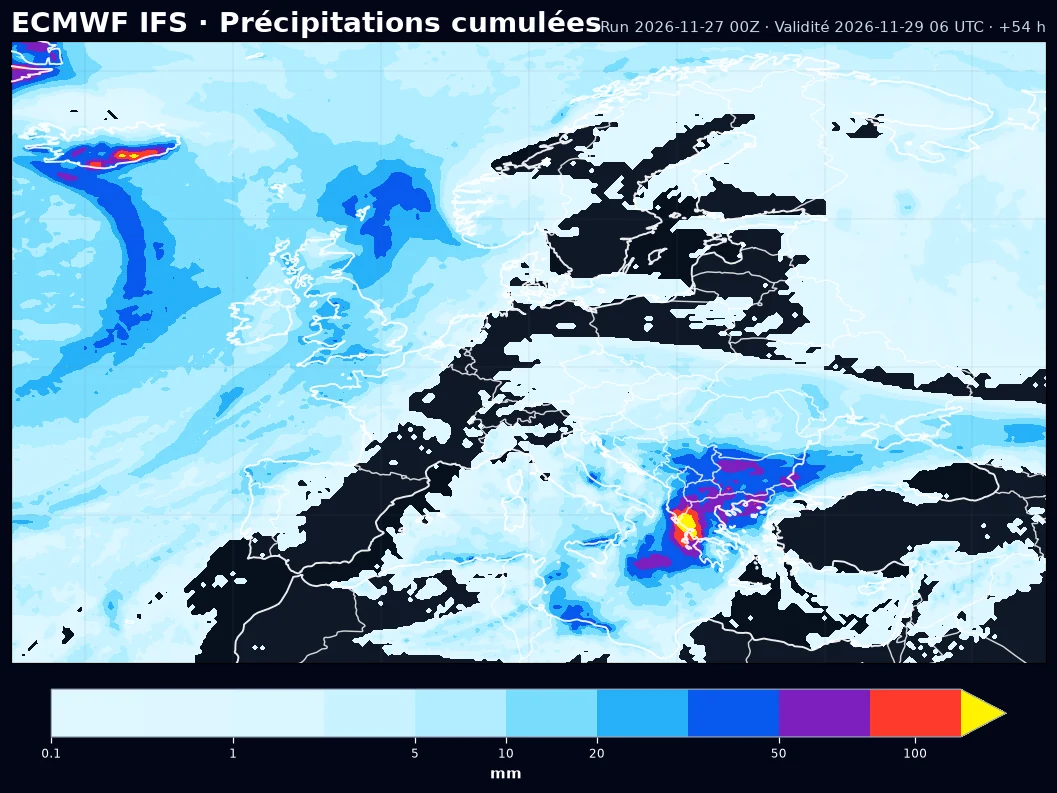 ECMWF IFS · Précipitations cumulées
Run 2026-11-27 00Z · Validité 2026-11-29 06 UTC · +54 h
0.1 1 5 10 20 50 100
mm